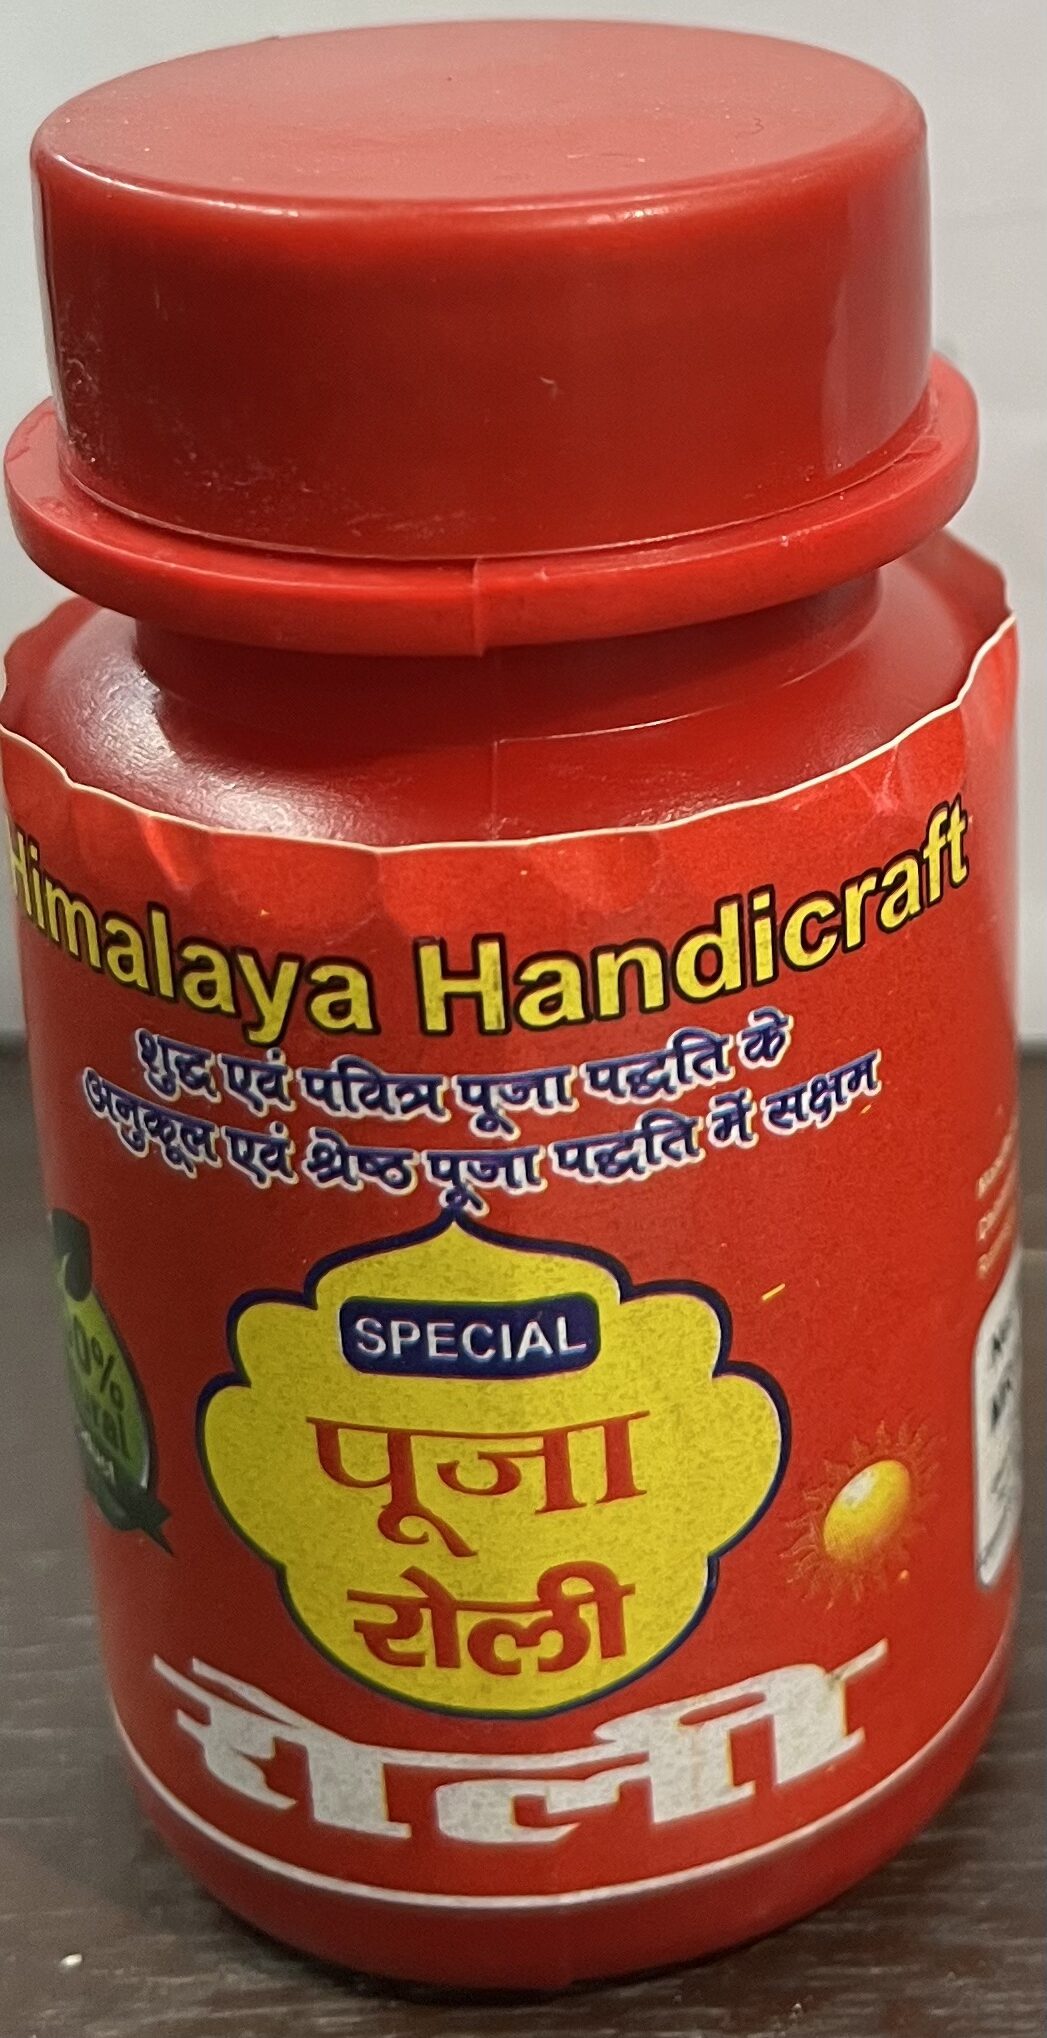 Himalaya Handicraft
शुद्ध एवं पवित्र पूजा पद्धति के
अनुकूल एवं श्रेष्ठ पूजा पद्धति में सक्षम
SPECIAL
पूजा
रोली
रोली